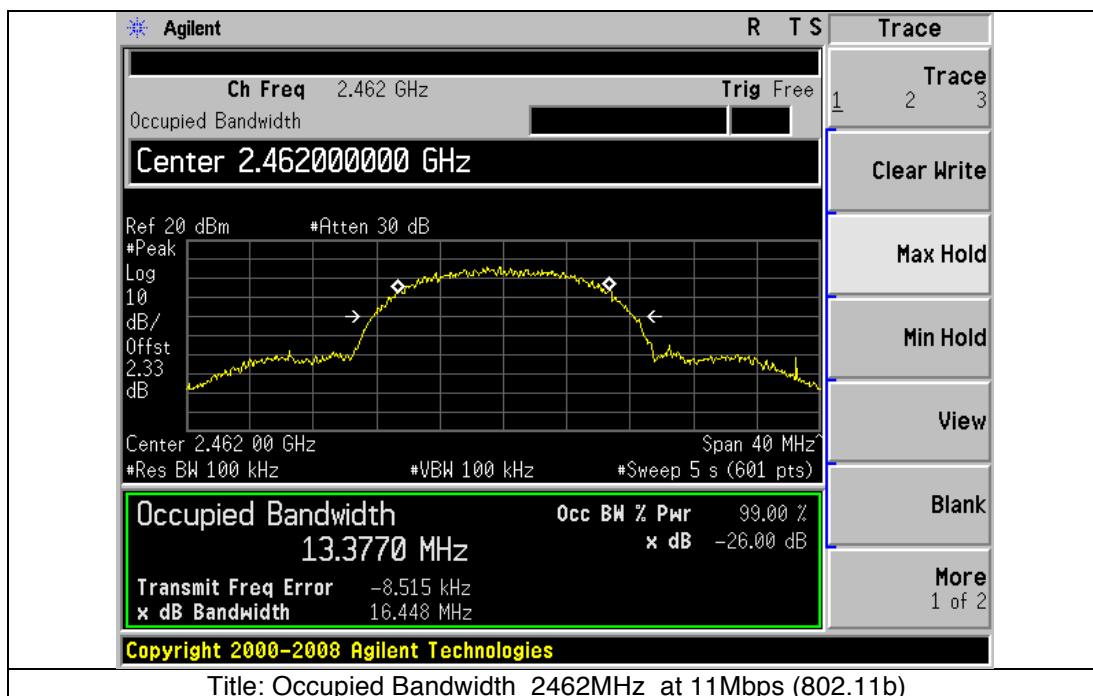 Agilent R T S Trace
Ch Freq 2.462 GHz Trig Free
Occupied Bandwidth
Trace
1 2 3
Center 2.462000000 GHz
Clear Write
Ref 20 dBm #Atten 30 dB
#Peak
Log
10
dB/
Offst
2.33
dB
Max Hold
Min Hold
Center 2.462 00 GHz Span 40 MHz^
#Res BW 100 kHz #VBW 100 kHz #Sweep 5 s (601 pts)
View
Occupied Bandwidth Occ BW % Pwr 99.00 %
13.3770 MHz x dB -26.00 dB
Blank
Transmit Freq Error -8.515 kHz
x dB Bandwidth 16.448 MHz
More
1 of 2
Copyright 2000-2008 Agilent Technologies
Title: Occupied Bandwidth_2462MHz_at 11Mbps (802.11b)